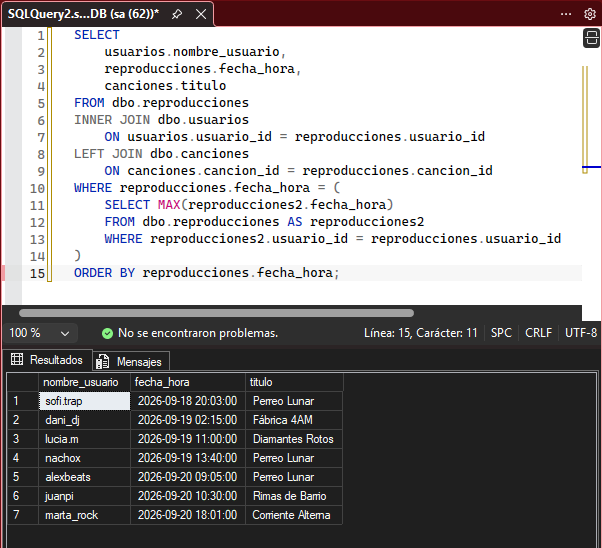 SQLQuery2.s...DB (sa (62))*
1 SELECT
2 usuarios.nombre_usuario,
3 reproducciones.fecha_hora,
4 canciones.titulo
5 FROM dbo.reproducciones
6 INNER JOIN dbo.usuarios
7 ON usuarios.usuario_id = reproducciones.usuario_id
8 LEFT JOIN dbo.canciones
9 ON canciones.cancion_id = reproducciones.cancion_id
10 WHERE reproducciones.fecha_hora = (
11 SELECT MAX(reproducciones2.fecha_hora)
12 FROM dbo.reproducciones AS reproducciones2
13 WHERE reproducciones2.usuario_id = reproducciones.usuario_id
14 )
15 ORDER BY reproducciones.fecha_hora;
100 % No se encontraron problemas. Línea: 15, Carácter: 11 SPC CRLF UTF-8
Resultados Mensajes
nombre_usuario fecha_hora titulo
1 sofi.trap 2026-09-18 20:03:00 Perreo Lunar
2 dani_dj 2026-09-19 02:15:00 Fábrica 4AM
3 lucia.m 2026-09-19 11:00:00 Diamantes Rotos
4 nachox 2026-09-19 13:40:00 Perreo Lunar
5 alexbeats 2026-09-20 09:05:00 Perreo Lunar
6 juanpi 2026-09-20 10:30:00 Rimas de Barrio
7 marta_rock 2026-09-20 18:01:00 Corriente Alterna